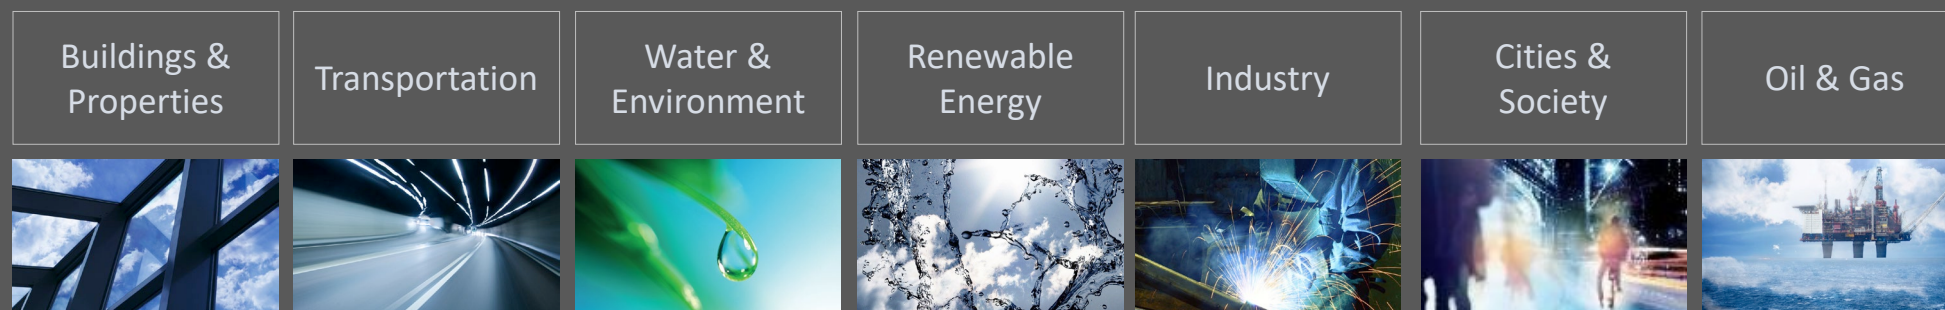 Buildings &
Properties
Transportation
Water &
Environment
Renewable
Energy
Industry
Cities &
Society
Oil & Gas